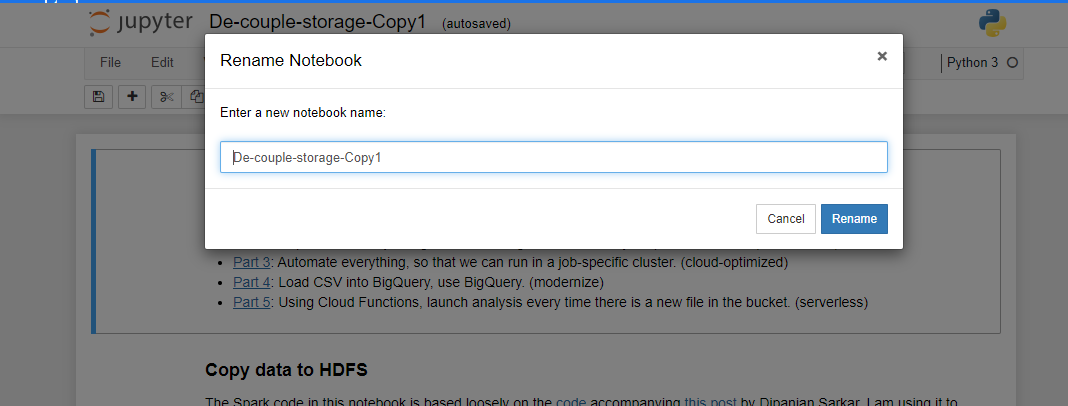 jupyter De-couple-storage-Copy1 (autosaved)
Rename Notebook ×
File Edit Python 3
Enter a new notebook name:
De-couple-storage-Copy1
Cancel Rename
Part 3: Automate everything, so that we can run in a job-specific cluster. (cloud-optimized)
Part 4: Load CSV into BigQuery, use BigQuery. (modernize)
Part 5: Using Cloud Functions, launch analysis every time there is a new file in the bucket. (serverless)
Copy data to HDFS
The Spark code in this notebook is based loosely on the code accompanying this post by Dipanjan Sarkar. I am using it to